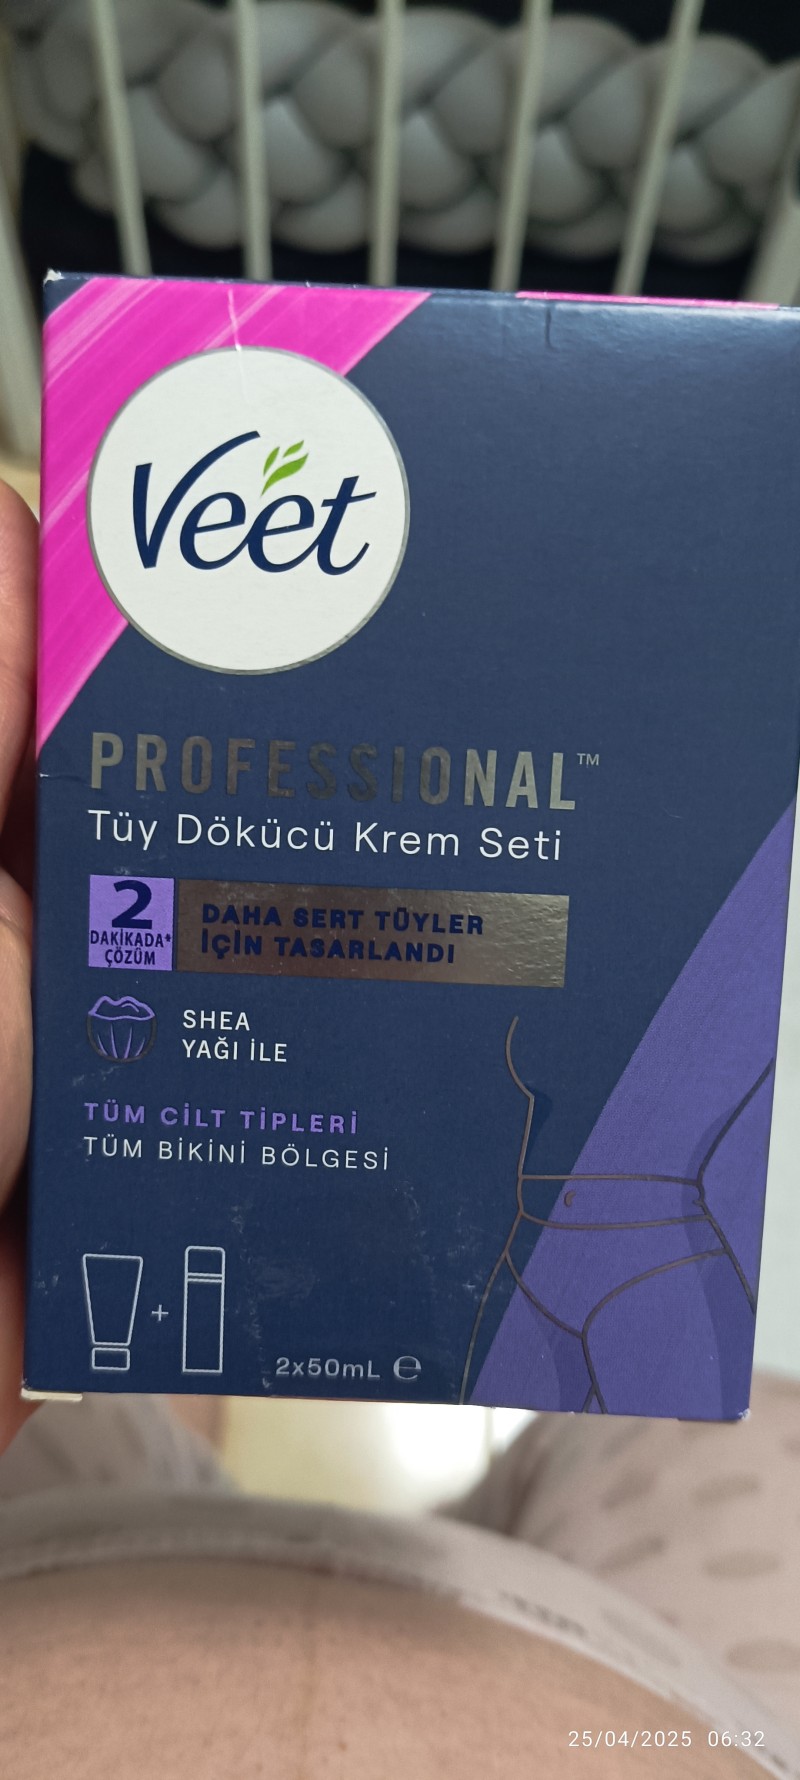 Veet
PROFESSIONAL™
Tüy Dökücü Krem Seti
2
DAKİKADA*
ÇÖZÜM
DAHA SERT TÜYLER
İÇİN TASARLANDI
SHEA
YAĞI İLE
TÜM CİLT TİPLERİ
TÜM BİKİNİ BÖLGESİ
+
2x50mL ℮
25/04/2025 06:32